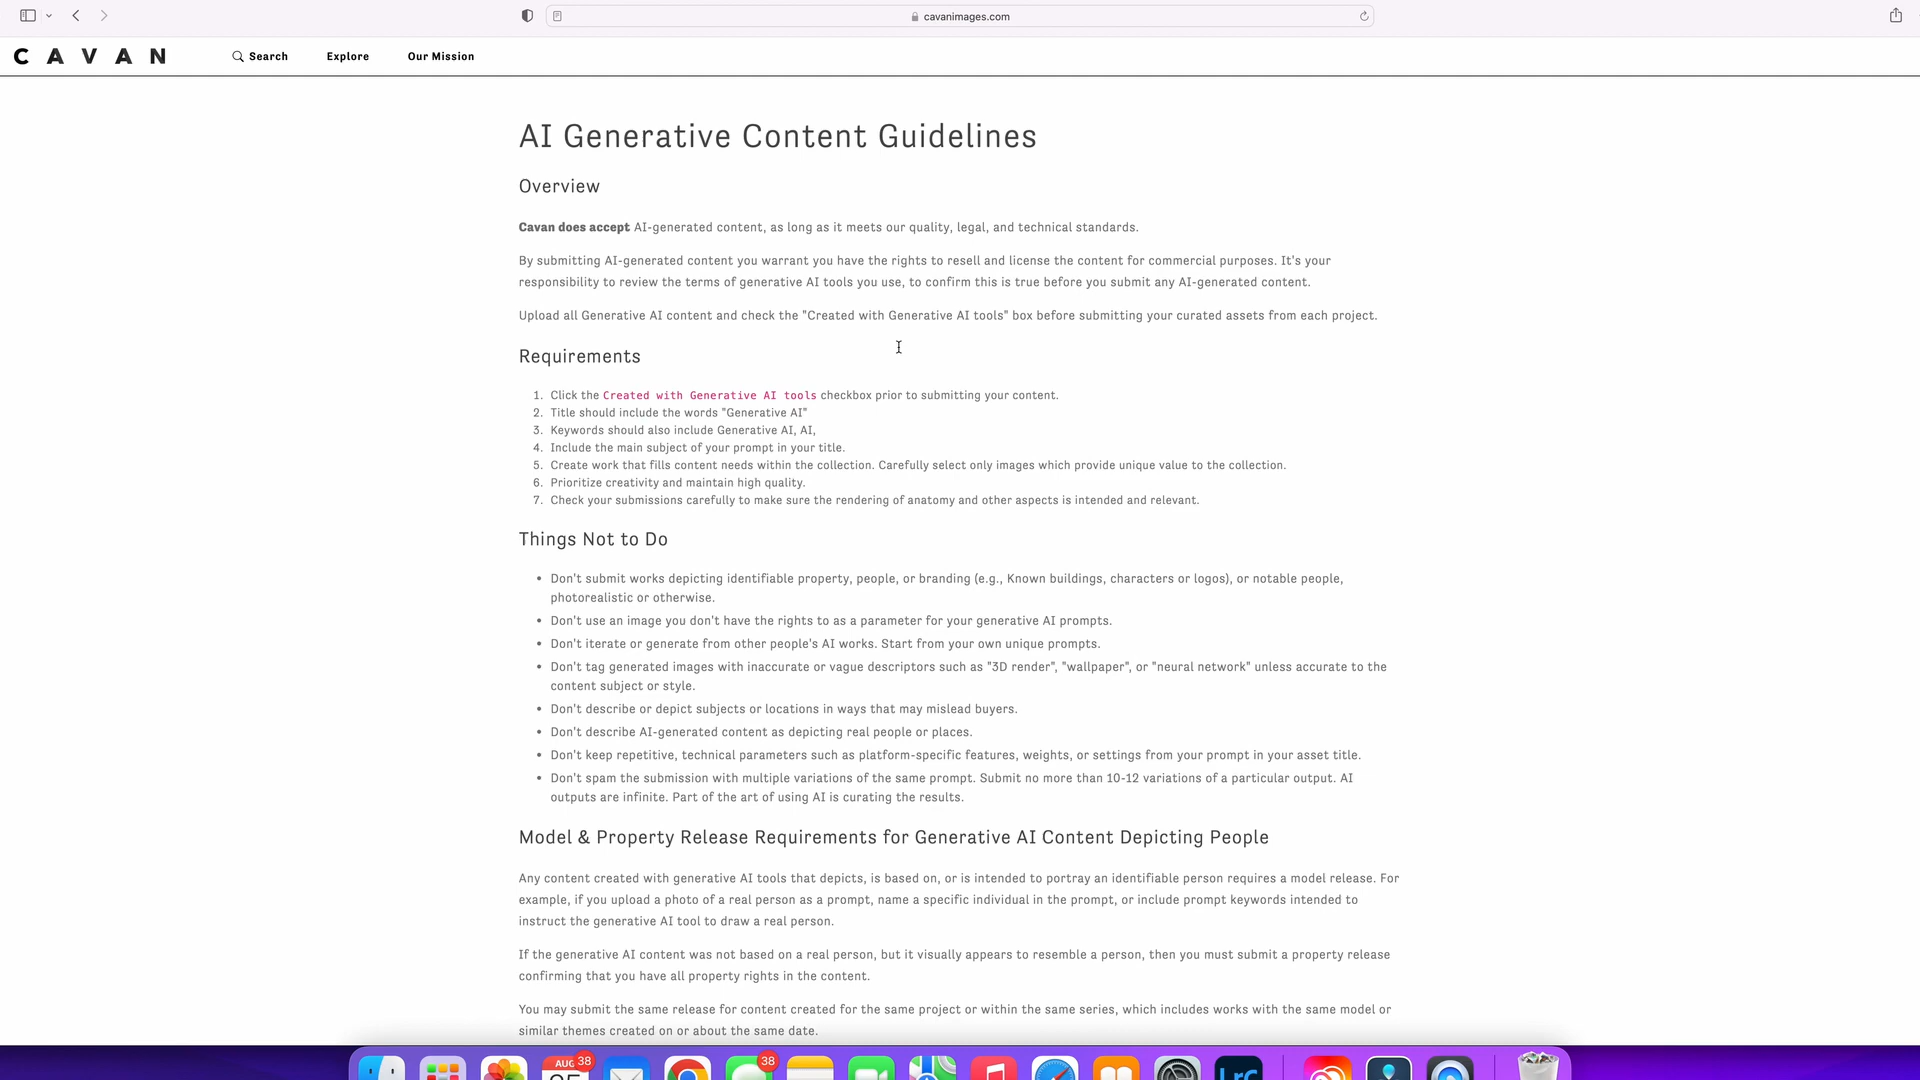 cavanimages.com
CAVAN Search Explore Our Mission
AI Generative Content Guidelines
Overview
Cavan does accept AI-generated content, as long as it meets our quality, legal, and technical standards.
By submitting AI-generated content you warrant you have the rights to resell and license the content for commercial purposes. It's your
responsibility to review the terms of generative AI tools you use, to confirm this is true before you submit any AI-generated content.
Upload all Generative AI content and check the "Created with Generative AI tools" box before submitting your curated assets from each project.
Requirements
1. Click the Created with Generative AI tools checkbox prior to submitting your content.
2. Title should include the words "Generative AI"
3. Keywords should also include Generative AI, AI,
4. Include the main subject of your prompt in your title.
5. Create work that fills content needs within the collection. Carefully select only images which provide unique value to the collection.
6. Prioritize creativity and maintain high quality.
7. Check your submissions carefully to make sure the rendering of anatomy and other aspects is intended and relevant.
Things Not to Do
• Don't submit works depicting identifiable property, people, or branding (e.g., Known buildings, characters or logos), or notable people,
photorealistic or otherwise.
• Don't use an image you don't have the rights to as a parameter for your generative AI prompts.
• Don't iterate or generate from other people's AI works. Start from your own unique prompts.
• Don't tag generated images with inaccurate or vague descriptors such as "3D render", "wallpaper", or "neural network" unless accurate to the
content subject or style.
• Don't describe or depict subjects or locations in ways that may mislead buyers.
• Don't describe AI-generated content as depicting real people or places.
• Don't keep repetitive, technical parameters such as platform-specific features, weights, or settings from your prompt in your asset title.
• Don't spam the submission with multiple variations of the same prompt. Submit no more than 10-12 variations of a particular output. AI
outputs are infinite. Part of the art of using AI is curating the results.
Model & Property Release Requirements for Generative AI Content Depicting People
Any content created with generative AI tools that depicts, is based on, or is intended to portray an identifiable person requires a model release. For
example, if you upload a photo of a real person as a prompt, name a specific individual in the prompt, or include prompt keywords intended to
instruct the generative AI tool to draw a real person.
If the generative AI content was not based on a real person, but it visually appears to resemble a person, then you must submit a property release
confirming that you have all property rights in the content.
You may submit the same release for content created for the same project or within the same series, which includes works with the same model or
similar themes created on or about the same date.
AUG 38 38 LrC